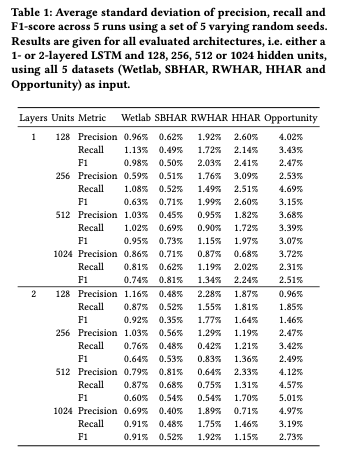 Table 1: Average standard deviation of precision, recall and
F1-score across 5 runs using a set of 5 varying random seeds.
Results are given for all evaluated architectures, i.e. either a
1- or 2-layered LSTM and 128, 256, 512 or 1024 hidden units,
using all 5 datasets (Wetlab, SBHAR, RWHAR, HHAR and
Opportunity) as input.
Layers Units Metric Wetlab SBHAR RWHAR HHAR Opportunity
1 128 Precision 0.96% 0.62% 1.92% 2.60% 4.02%
Recall 1.13% 0.49% 1.72% 2.14% 3.43%
F1 0.98% 0.50% 2.03% 2.41% 2.47%
256 Precision 0.59% 0.51% 1.76% 3.09% 2.53%
Recall 1.08% 0.52% 1.49% 2.51% 4.69%
F1 0.63% 0.71% 1.99% 2.60% 3.15%
512 Precision 1.03% 0.45% 0.95% 1.82% 3.68%
Recall 1.02% 0.69% 0.90% 1.72% 3.39%
F1 0.95% 0.73% 1.15% 1.97% 3.07%
1024 Precision 0.86% 0.71% 0.87% 0.68% 3.72%
Recall 0.81% 0.62% 1.19% 2.02% 2.31%
F1 0.74% 0.81% 1.34% 2.24% 2.51%
2 128 Precision 1.16% 0.48% 2.28% 1.87% 0.96%
Recall 0.87% 0.52% 1.55% 1.81% 1.85%
F1 0.92% 0.35% 1.77% 1.64% 1.46%
256 Precision 1.03% 0.56% 1.29% 1.19% 2.47%
Recall 0.76% 0.48% 0.42% 1.21% 3.42%
F1 0.64% 0.53% 0.83% 1.36% 2.49%
512 Precision 0.79% 0.81% 0.64% 2.33% 4.12%
Recall 0.87% 0.68% 0.75% 1.31% 4.57%
F1 0.60% 0.54% 0.54% 1.70% 5.01%
1024 Precision 0.69% 0.40% 1.89% 0.71% 4.97%
Recall 0.91% 0.48% 1.75% 1.46% 3.19%
F1 0.91% 0.52% 1.92% 1.15% 2.73%